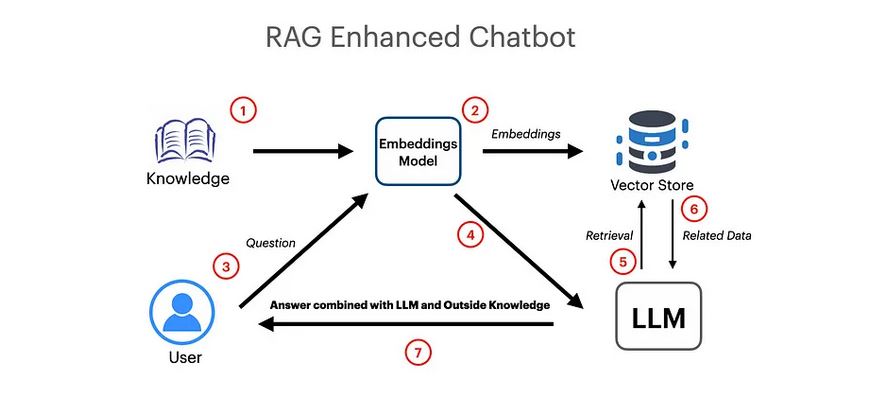 RAG Enhanced Chatbot
1
2
Embeddings
Model
Embeddings
Knowledge
Vector Store
6
4
Question
Retrieval
Related Data
3
5
Answer combined with LLM and Outside Knowledge
LLM
7
User